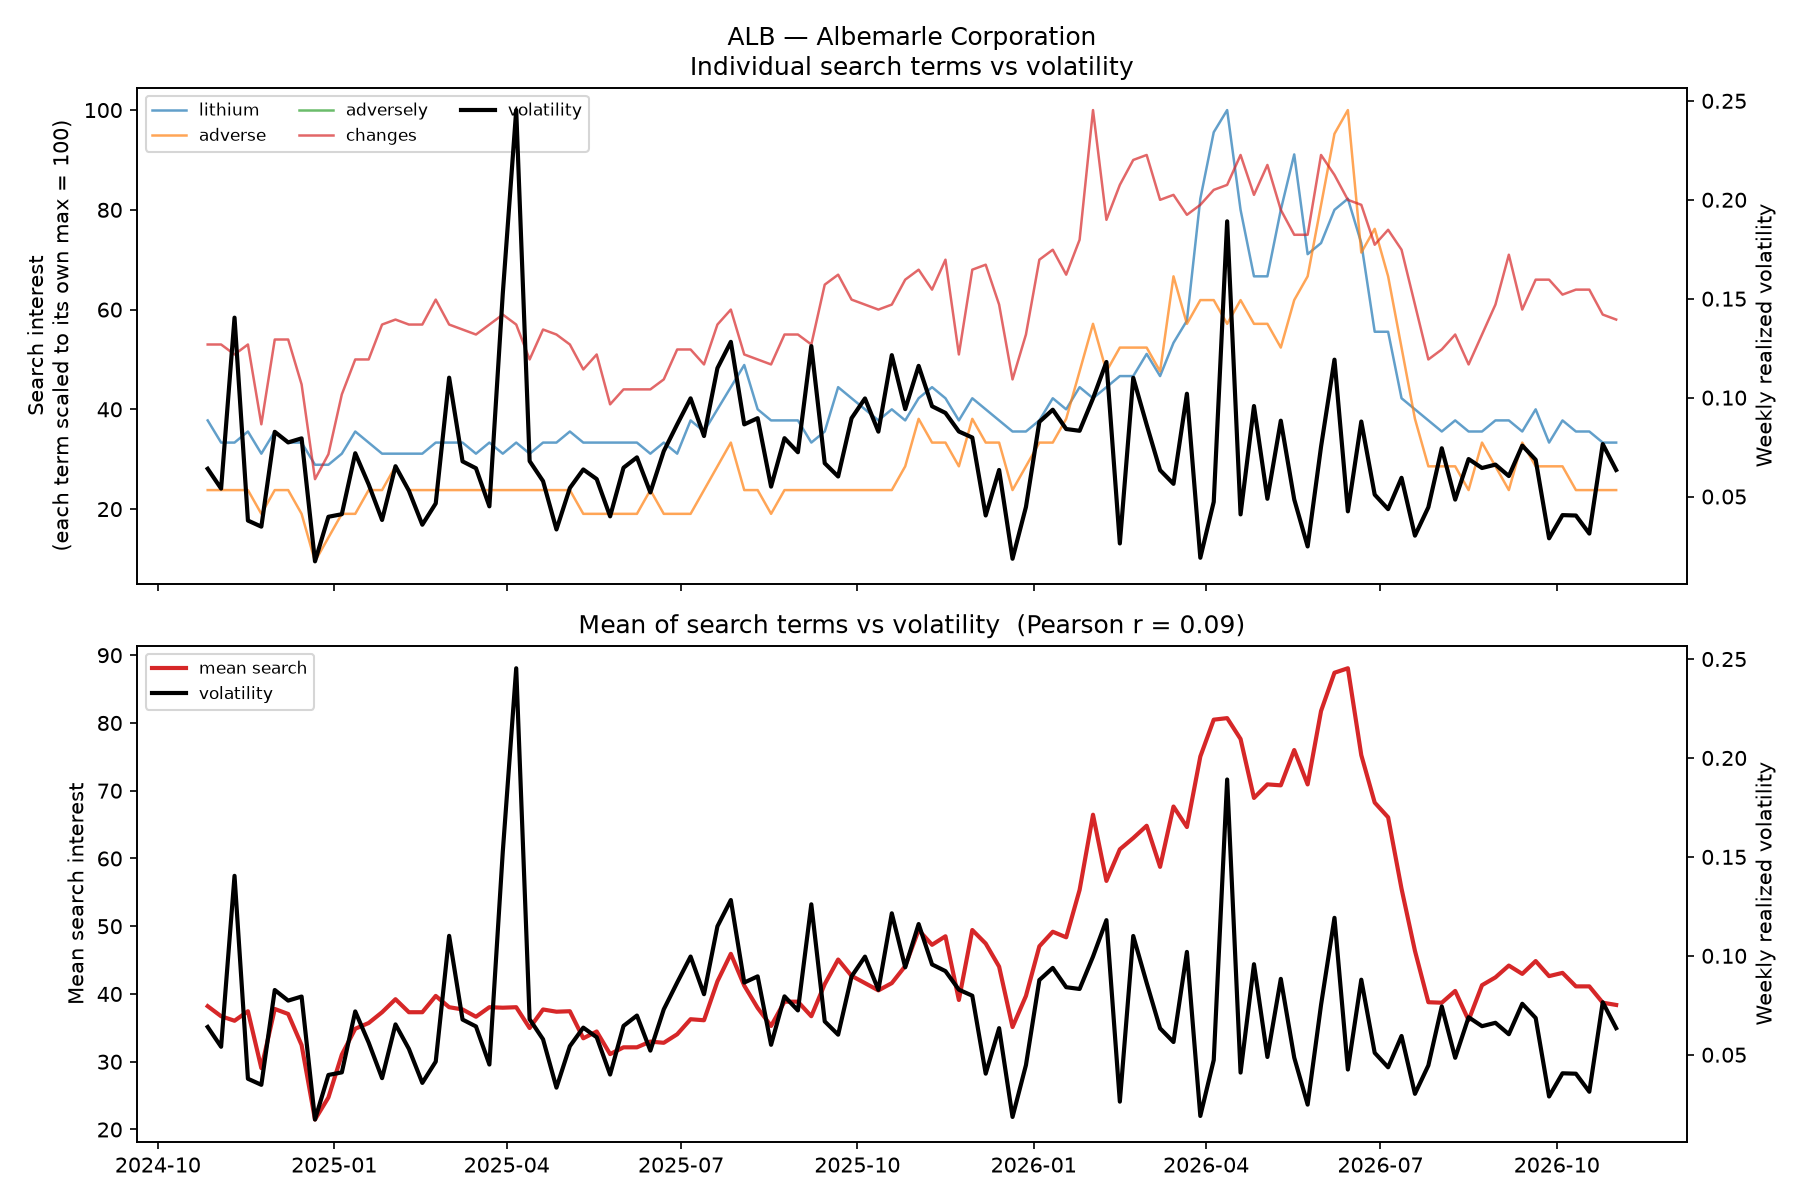 ALB — Albemarle Corporation
Individual search terms vs volatility
lithium
adverse
adversely
changes
volatility
100
80
60
40
20
Search interest
(each term scaled to its own max = 100)
0.25
0.20
0.15
0.10
0.05
Weekly realized volatility
Mean of search terms vs volatility (Pearson r = 0.09)
mean search
volatility
90
80
70
60
50
40
30
20
Mean search interest
0.25
0.20
0.15
0.10
0.05
Weekly realized volatility
2024-10
2025-01
2025-04
2025-07
2025-10
2026-01
2026-04
2026-07
2026-10